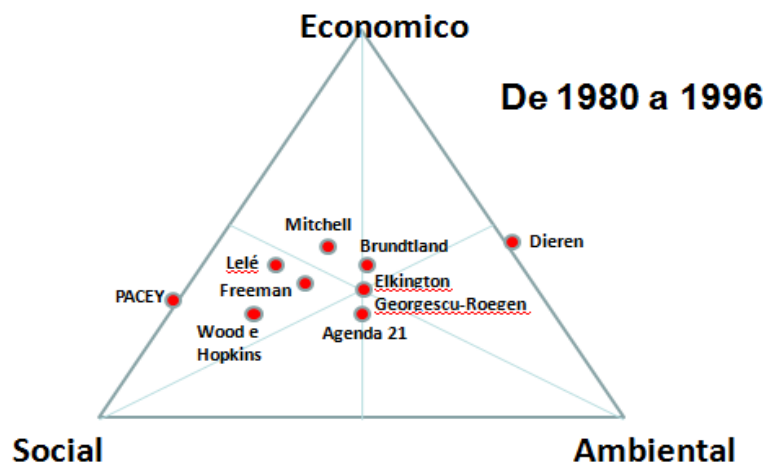 Economico
De 1980 a 1996
Mitchell
Brundtland
Dieren
Lelé
Freeman
Elkington
PACEY
Georgescu-Roegen
Wood e
Hopkins
Agenda 21
Social
Ambiental